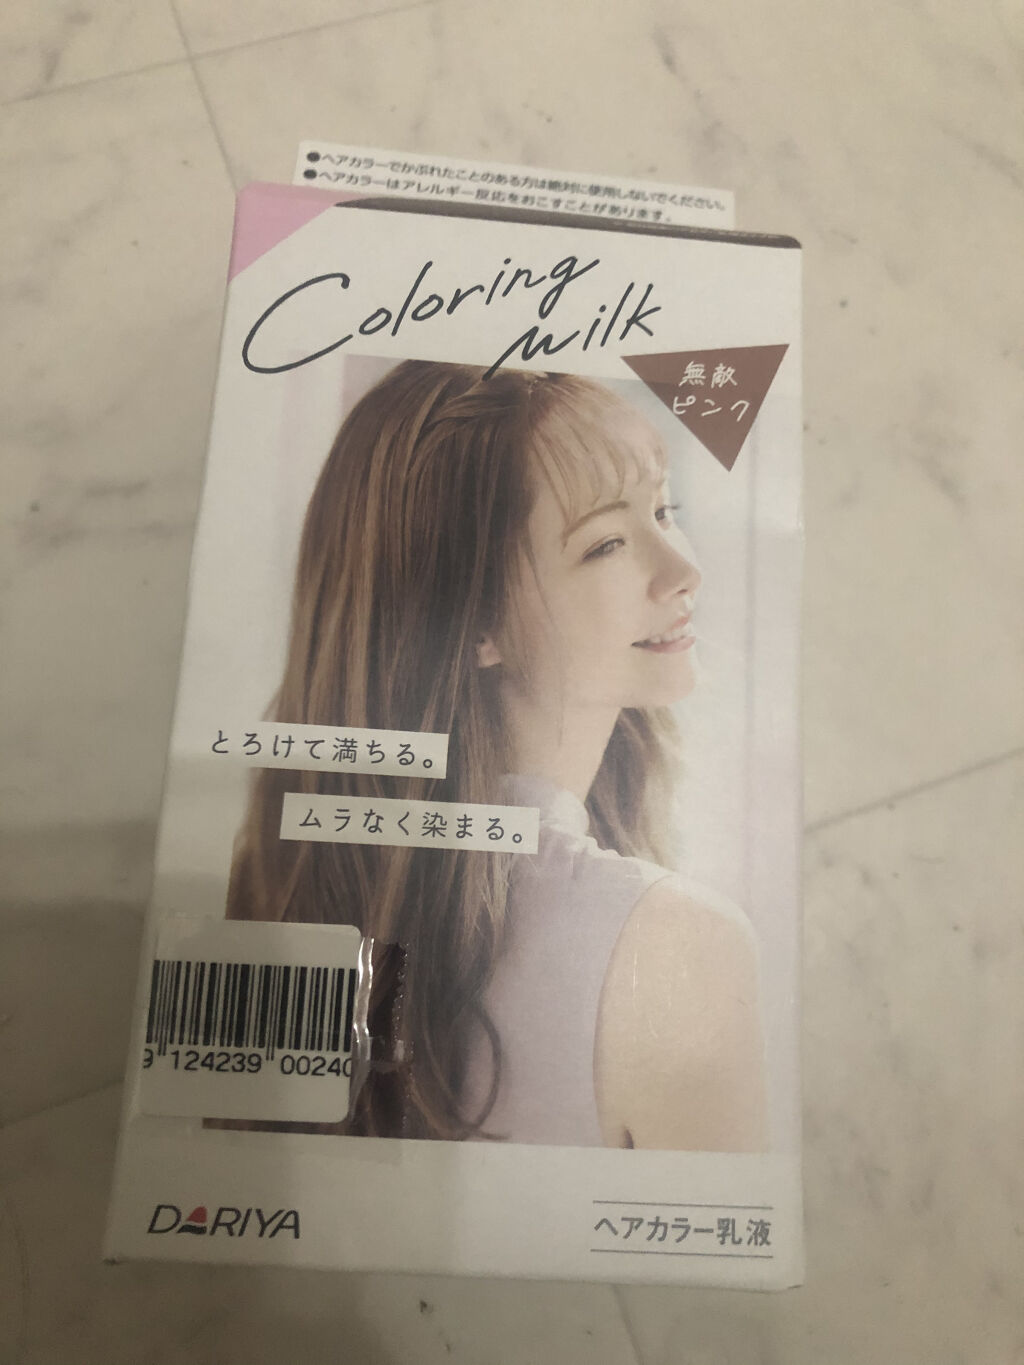 ●ヘアカラーでかぶれたことのある方は絶対に使用しないでください。
●ヘアカラーはアレルギー反応をおこすことがあります。
Coloring
milk
無敵
ピンク
とろけて満ちる。
ムラなく染まる。
9 124239 00240
DARIYA
ヘアカラー乳液